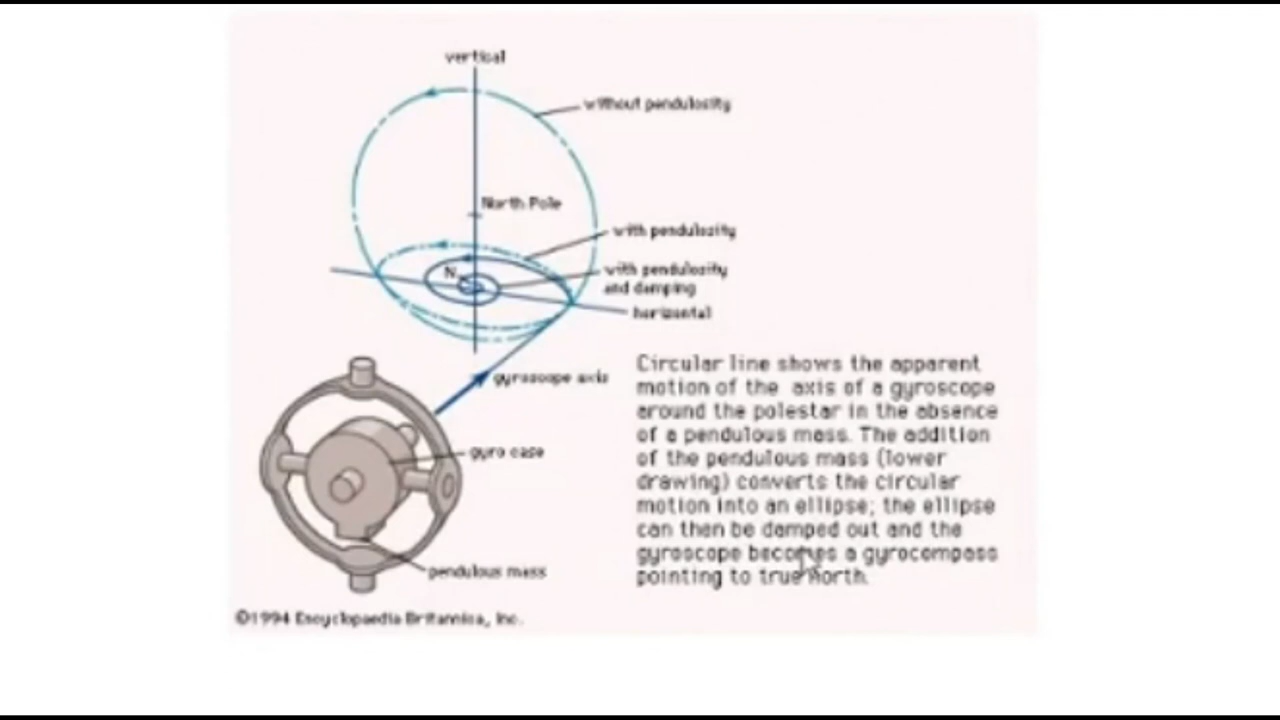 vertical
without pendulosity
North Pole
with pendulosity
N
with pendulosity
and damping
horizontal
gyroscope axis
Circular line shows the apparent
motion of the axis of a gyroscope
around the polestar in the absence
of a pendulous mass. The addition
of the pendulous mass (lower
drawing) converts the circular
motion into an ellipse; the ellipse
can then be damped out and the
gyroscope becomes a gyrocompass
pointing to true north.
gyro case
pendulous mass
©1994 Encyclopaedia Britannica, Inc.